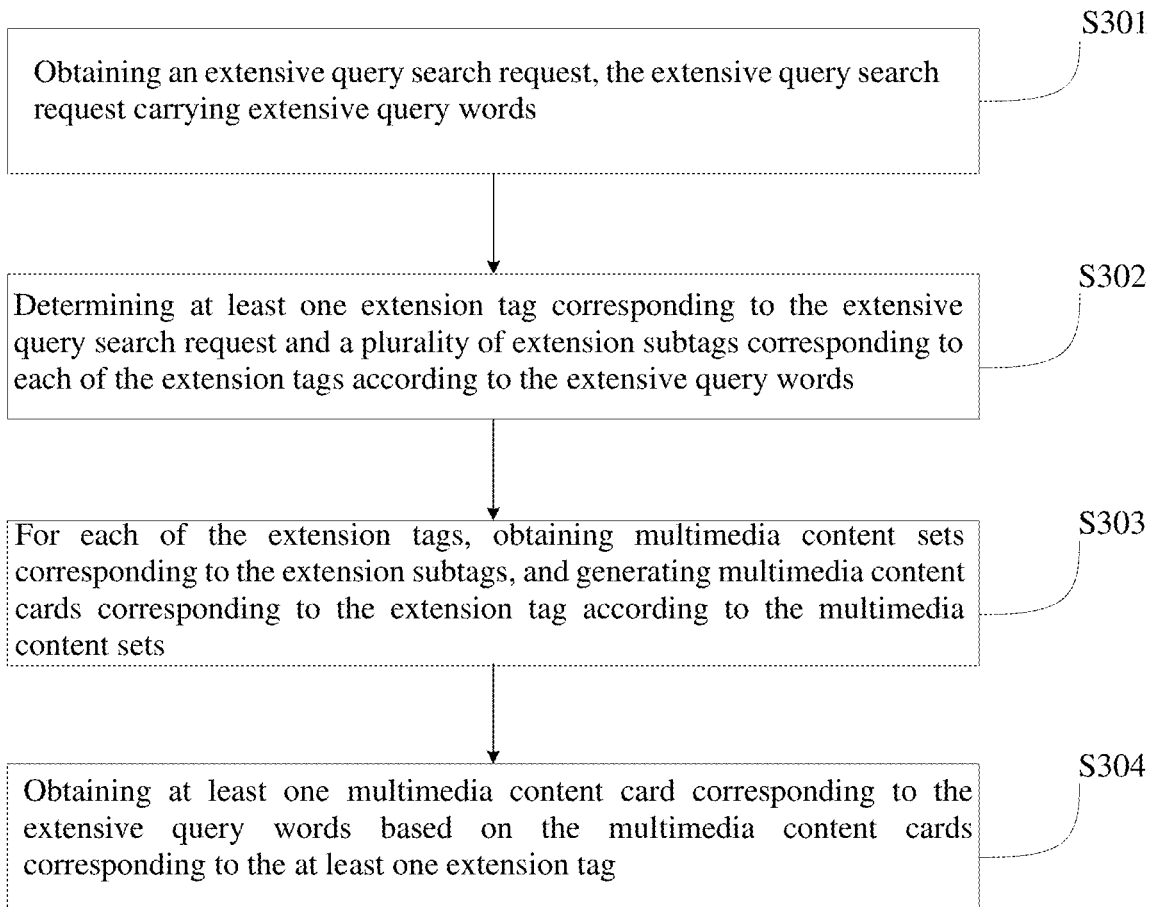 S301
Obtaining an extensive query search request, the extensive query search
request carrying extensive query words
S302
Determining at least one extension tag corresponding to the extensive
query search request and a plurality of extension subtags corresponding to
each of the extension tags according to the extensive query words
S303
For each of the extension tags, obtaining multimedia content sets
corresponding to the extension subtags, and generating multimedia content
cards corresponding to the extension tag according to the multimedia
content sets
S304
Obtaining at least one multimedia content card corresponding to the
extensive query words based on the multimedia content cards
corresponding to the at least one extension tag